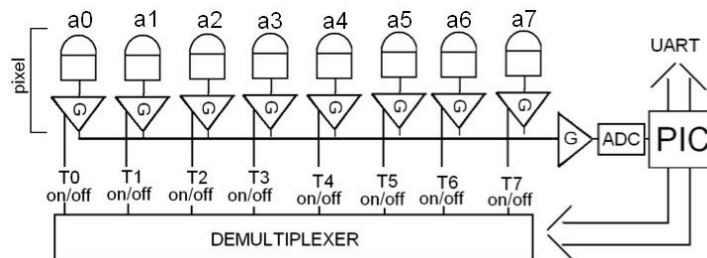 a0 a1 a2 a3 a4 a5 a6 a7
pixel
UART
G G G G G G G G
G ADC PIC
T0 T1 T2 T3 T4 T5 T6 T7
on/off on/off on/off on/off on/off on/off on/off on/off
DEMULTIPLEXER